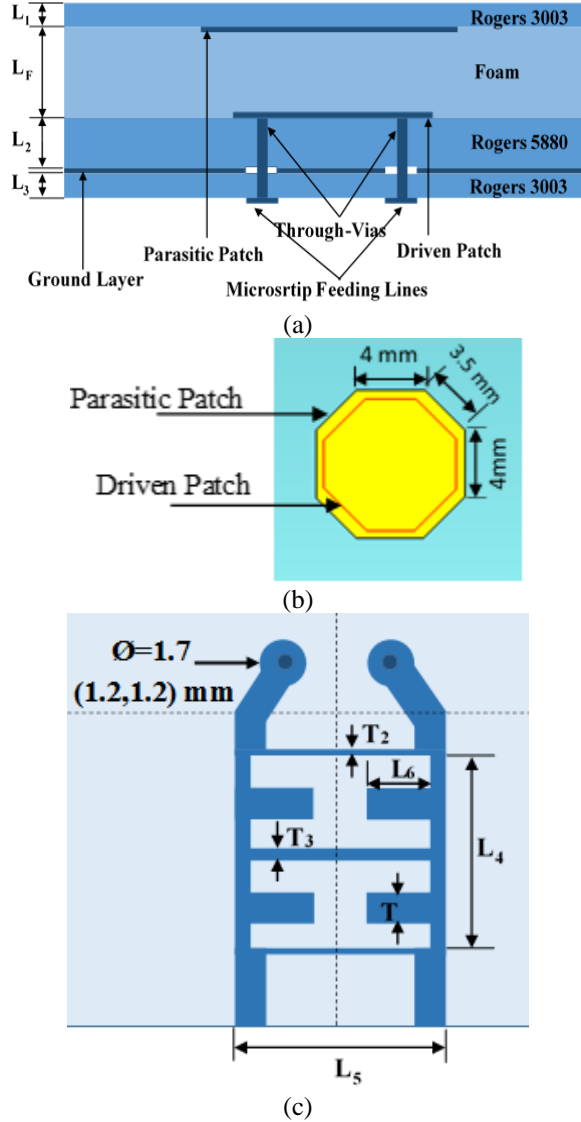 L1
Rogers 3003
LF
Foam
L2
Rogers 5880
L3
Rogers 3003
Through-Vias
Parasitic Patch
Driven Patch
Ground Layer
Microsrtip Feeding Lines
(a)
4 mm
3.5 mm
Parasitic Patch
4mm
Driven Patch
(b)
Ø=1.7
(1.2,1.2) mm
T2
L6
T3
L4
T
L5
(c)